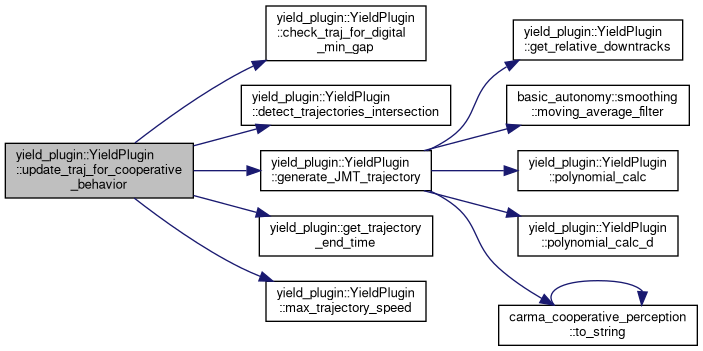 yield_plugin::YieldPlugin
::update_traj_for_cooperative
_behavior
yield_plugin::YieldPlugin
::check_traj_for_digital
_min_gap
yield_plugin::YieldPlugin
::detect_trajectories_intersection
yield_plugin::YieldPlugin
::generate_JMT_trajectory
yield_plugin::get_trajectory
_end_time
yield_plugin::YieldPlugin
::max_trajectory_speed
yield_plugin::YieldPlugin
::get_relative_downtracks
basic_autonomy::smoothing
::moving_average_filter
yield_plugin::YieldPlugin
::polynomial_calc
yield_plugin::YieldPlugin
::polynomial_calc_d
carma_cooperative_perception
::to_string